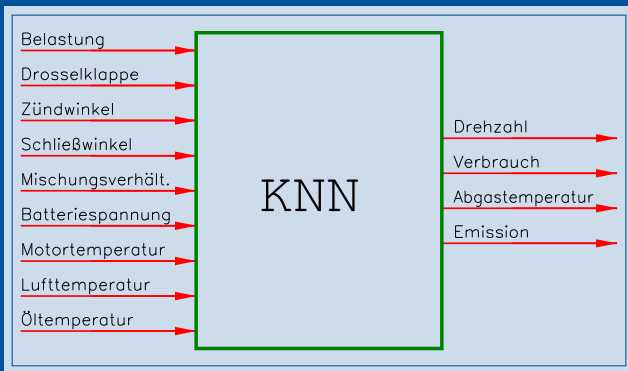 Belastung
Drosselklappe
Zündwinkel
Schließwinkel
Mischungsverhält.
Batteriespannung
Motortemperatur
Lufttemperatur
Öltemperatur
KNN
Drehzahl
Verbrauch
Abgastemperatur
Emission